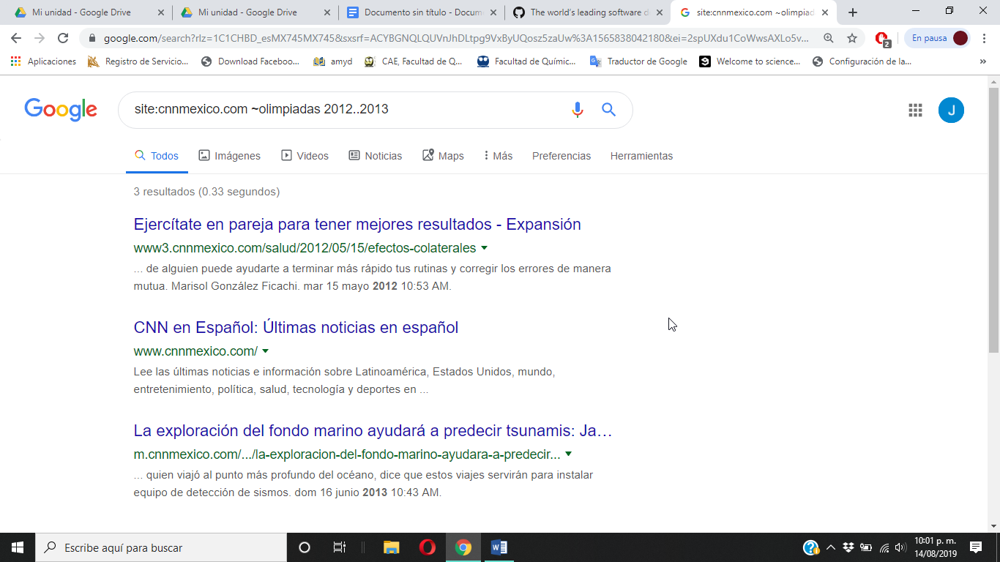 Mi unidad - Google Drive
Mi unidad - Google Drive
Documento sin título - Docum
The world's leading software d
site:cnnmexico.com ~olimpiad
google.com/search?rlz=1C1CHBD_esMX745MX745&sxsrf=ACYBGNQLQUVnJhDLtpg9VxByUQosz5zaUw%3A1565838042180&ei=2spUXdu1CoWwsAXLo5v...
2
En pausa
Aplicaciones
Registro de Servicio...
Download Faceboo...
amyd
CAE, Facultad de Q...
Facultad de Químic...
Traductor de Google
Welcome to science...
Configuración de la...
»
Google
site:cnnmexico.com ~olimpiadas 2012..2013
J
Todos
Imágenes
Videos
Noticias
Maps
Más
Preferencias
Herramientas
3 resultados (0.33 segundos)
Ejercítate en pareja para tener mejores resultados - Expansión
www3.cnnmexico.com/salud/2012/05/15/efectos-colaterales
... de alguien puede ayudarte a terminar más rápido tus rutinas y corregir los errores de manera
mutua. Marisol González Ficachi. mar 15 mayo 2012 10:53 AM.
CNN en Español: Últimas noticias en español
www.cnnmexico.com/
Lee las últimas noticias e información sobre Latinoamérica, Estados Unidos, mundo,
entretenimiento, política, salud, tecnología y deportes en ...
La exploración del fondo marino ayudará a predecir tsunamis: Ja...
m.cnnmexico.com/.../la-exploracion-del-fondo-marino-ayudara-a-predecir...
... quien viajó al punto más profundo del océano, dice que estos viajes servirán para instalar
equipo de detección de sismos. dom 16 junio 2013 10:43 AM.
Escribe aquí para buscar
10:01 p. m.
14/08/2019